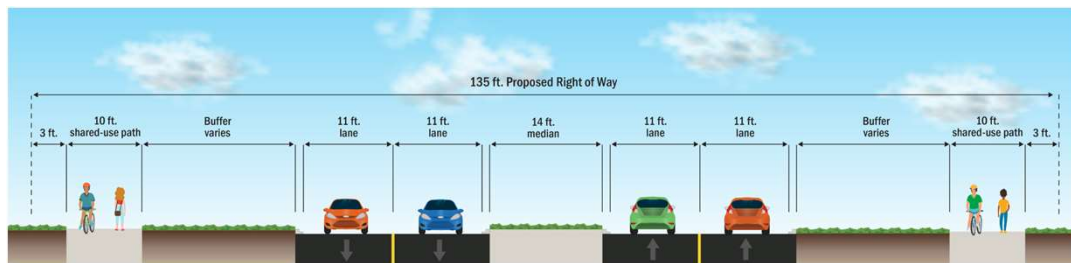 135 ft. Proposed Right of Way
3 ft.
10 ft.
shared-use path
Buffer
varies
11 ft.
lane
11 ft.
lane
14 ft.
median
11 ft.
lane
11 ft.
lane
Buffer
varies
10 ft.
shared-use path
3 ft.